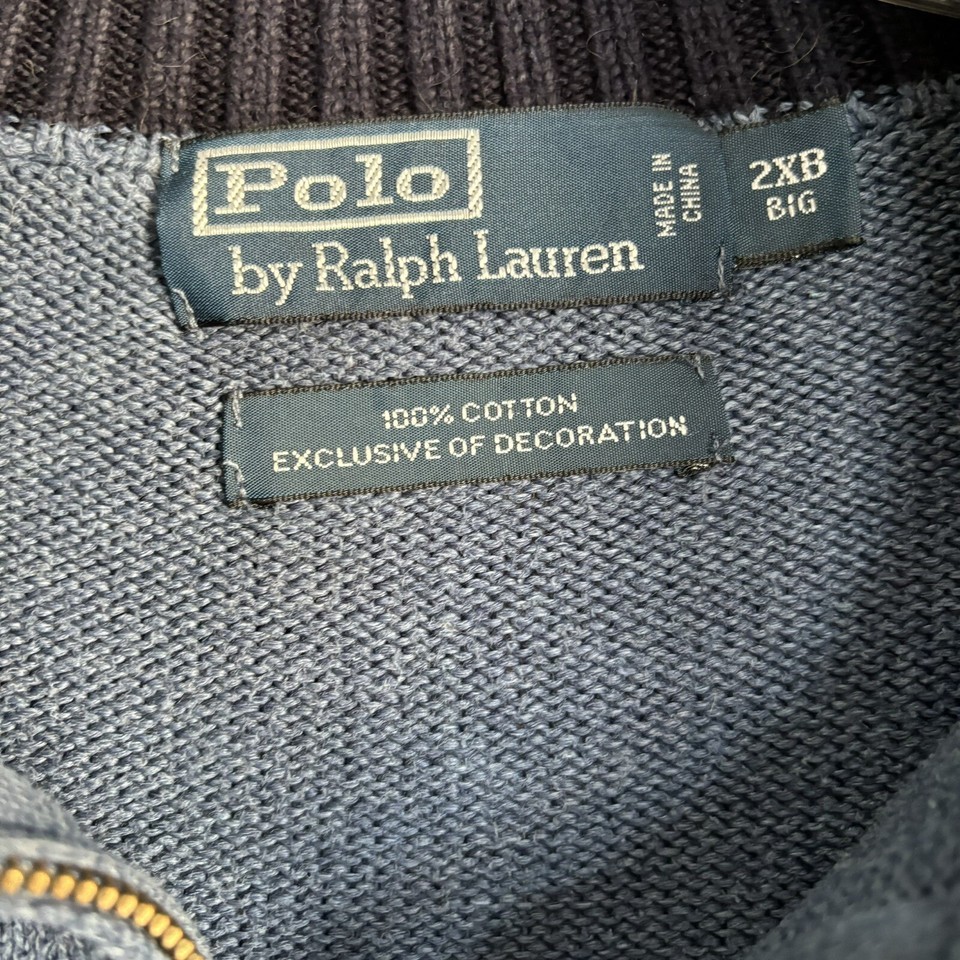 Polo
by Ralph Lauren
MADE IN
CHINA
2XB
BIG
100% COTTON
EXCLUSIVE OF DECORATION